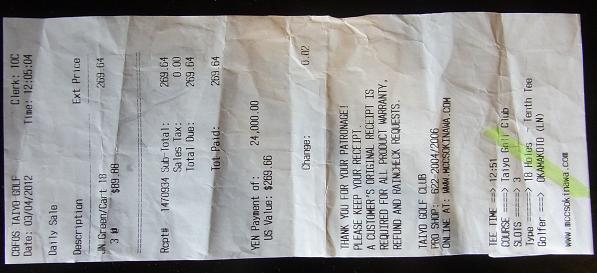 CBFOS TAIYO-GOLF Clerk: IOC
Date: 03/04/2012 Time: 12:05:04
Daily Sale
Description Ext Price
JN Green/Cart 18 269.64
3 @ $89.88
Rcpt# 1470934 Sub-Total: 269.64
Sales Tax: 0.00
Total Due: 269.64
Tot Paid: 269.64
YEN Payment of: 24,000.00
US Value: $269.66
Change: 0.02
THANK YOU FOR YOUR PATRONAGE!
PLEASE KEEP YOUR RECEIPT.
A CUSTOMER'S ORIGINAL RECEIPT IS
REQUIRED FOR ALL PRODUCT WARRANTY,
REFUND AND RAINCHECK REQUESTS.
TAIYO GOLF CLUB
PRO SHOP: 622-2004/2006
ONLINE AT: WWW.MCCSOKINAWA.COM
TEE TIME ==> 12:51
COURSE ====> Taiyo Golf Club
SLOTS =====> 3
Type ======> 18 Holes - Tenth Tee
Golfer ==> OKAMAKOTO (LN)
www.mccsokinawa.com